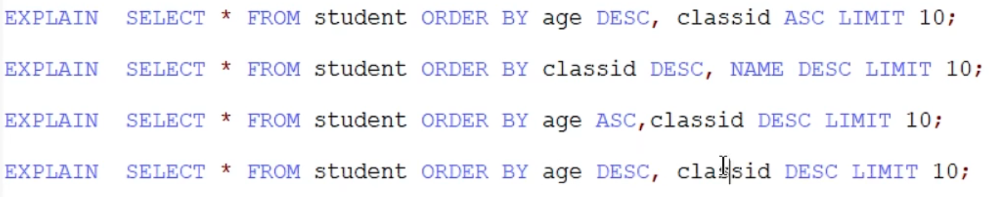 EXPLAIN  SELECT * FROM student ORDER BY age DESC, classid ASC LIMIT 10;
EXPLAIN  SELECT * FROM student ORDER BY classid DESC, NAME DESC LIMIT 10;
EXPLAIN  SELECT * FROM student ORDER BY age ASC,classid DESC LIMIT 10;
EXPLAIN  SELECT * FROM student ORDER BY age DESC, classid DESC LIMIT 10;